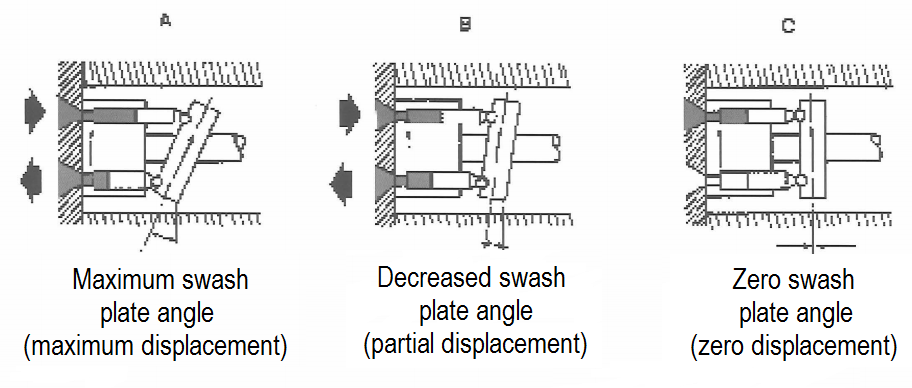 A
B
C
Maximum swash
plate angle
(maximum displacement)
Decreased swash
plate angle
(partial displacement)
Zero swash
plate angle
(zero displacement)